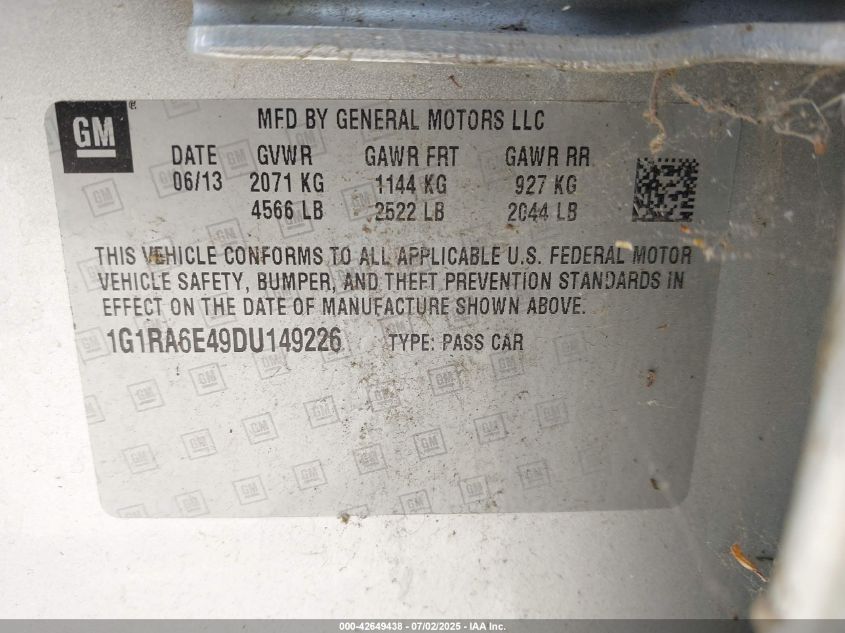 GM ®
MFD BY GENERAL MOTORS LLC
DATE GVWR GAWR FRT GAWR RR
06/13 2071 KG 1144 KG 927 KG
4566 LB 2522 LB 2044 LB
THIS VEHICLE CONFORMS TO ALL APPLICABLE U.S. FEDERAL MOTOR
VEHICLE SAFETY, BUMPER, AND THEFT PREVENTION STANDARDS IN
EFFECT ON THE DATE OF MANUFACTURE SHOWN ABOVE.
1G1RA6E49DU149226 TYPE: PASS CAR
000-42649438 - 07/02/2025 - IAA Inc.